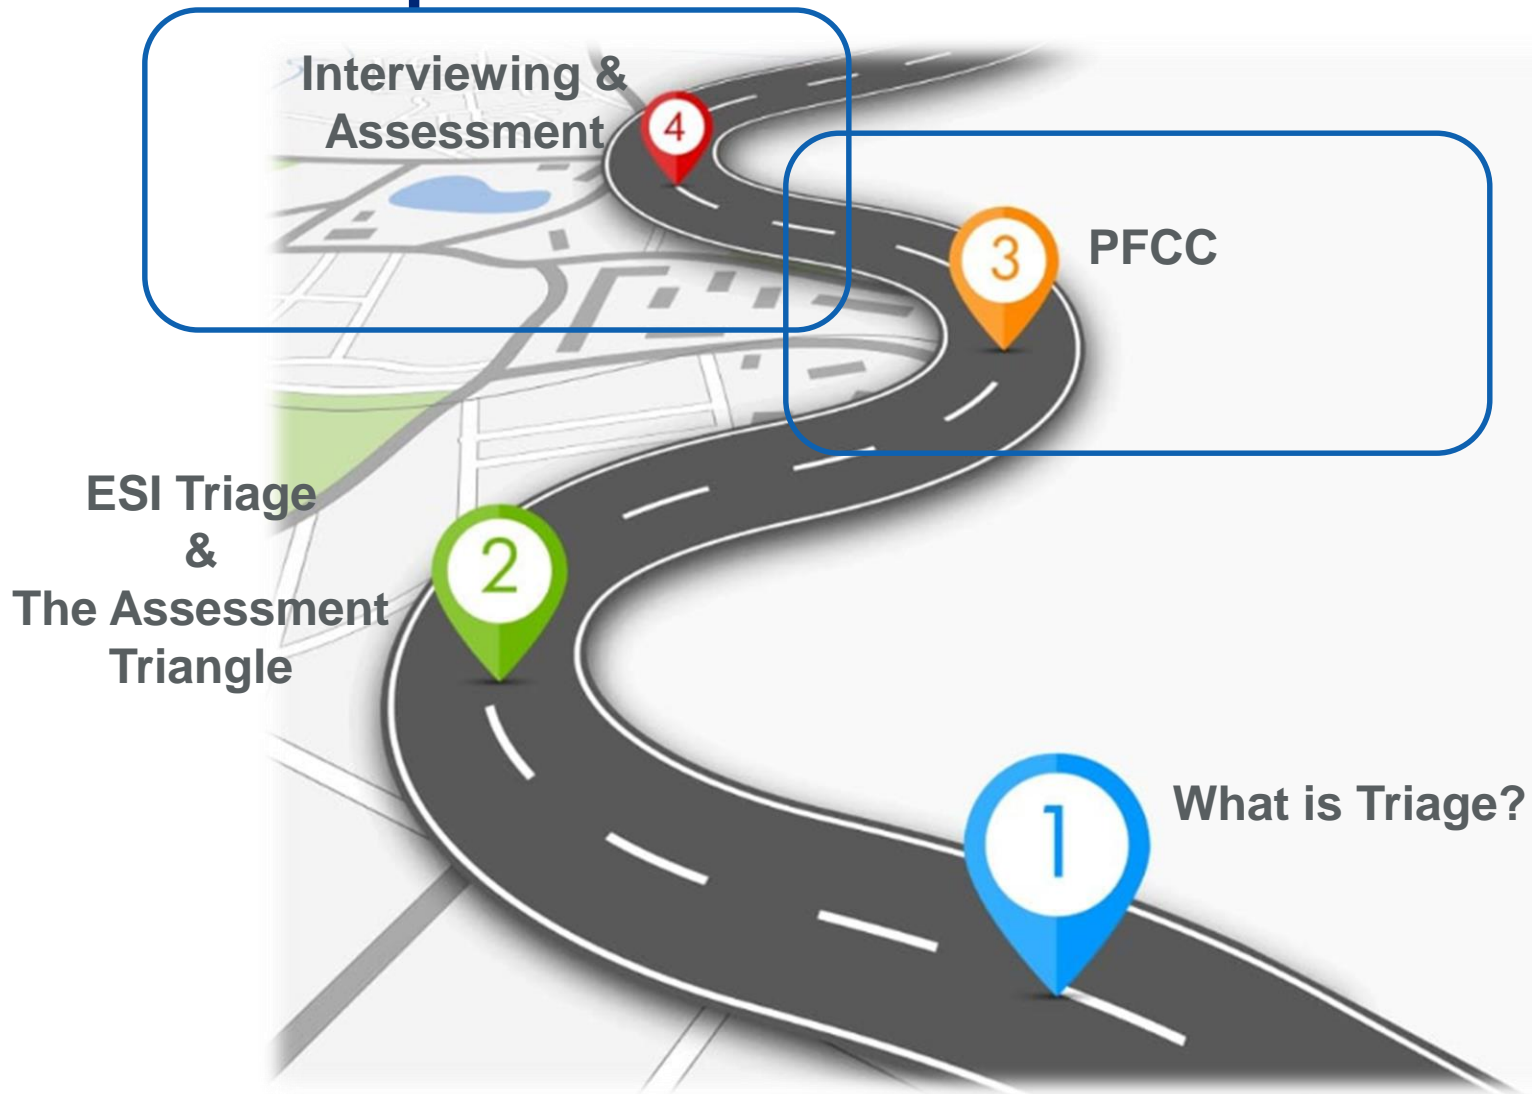 Interviewing &
Assessment
4
3
PFCC
ESI Triage
&
The Assessment
Triangle
2
1
What is Triage?